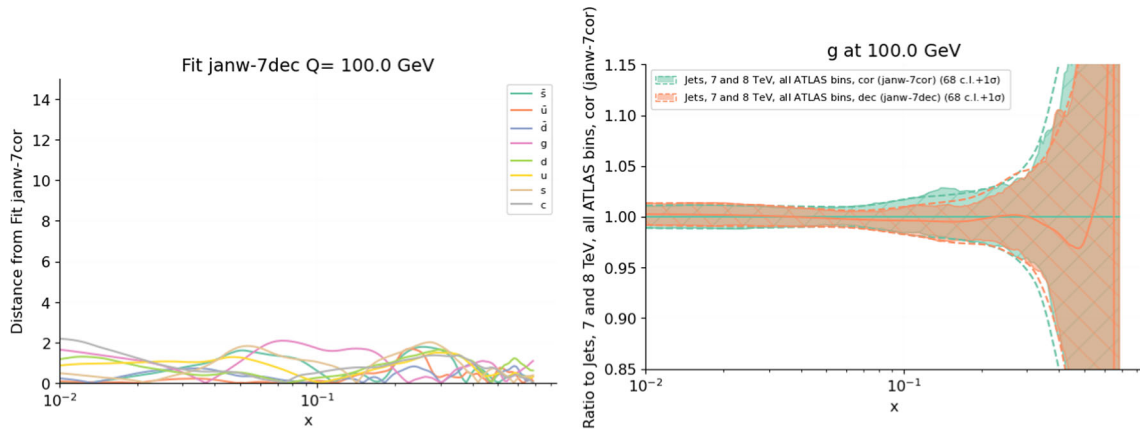 Fit janw-7dec Q= 100.0 GeV
Distance from Fit janw-7cor
14
12
10
8
6
4
2
0
s̄
ū
d̄
g
d
u
s
c
10⁻²
10⁻¹
x
g at 100.0 GeV
Ratio to Jets, 7 and 8 TeV, all ATLAS bins, cor (janw-7cor)
1.15
1.10
1.05
1.00
0.95
0.90
0.85
Jets, 7 and 8 TeV, all ATLAS bins, cor (janw-7cor) (68 c.l.+1σ)
Jets, 7 and 8 TeV, all ATLAS bins, dec (janw-7dec) (68 c.l.+1σ)
10⁻²
10⁻¹
x